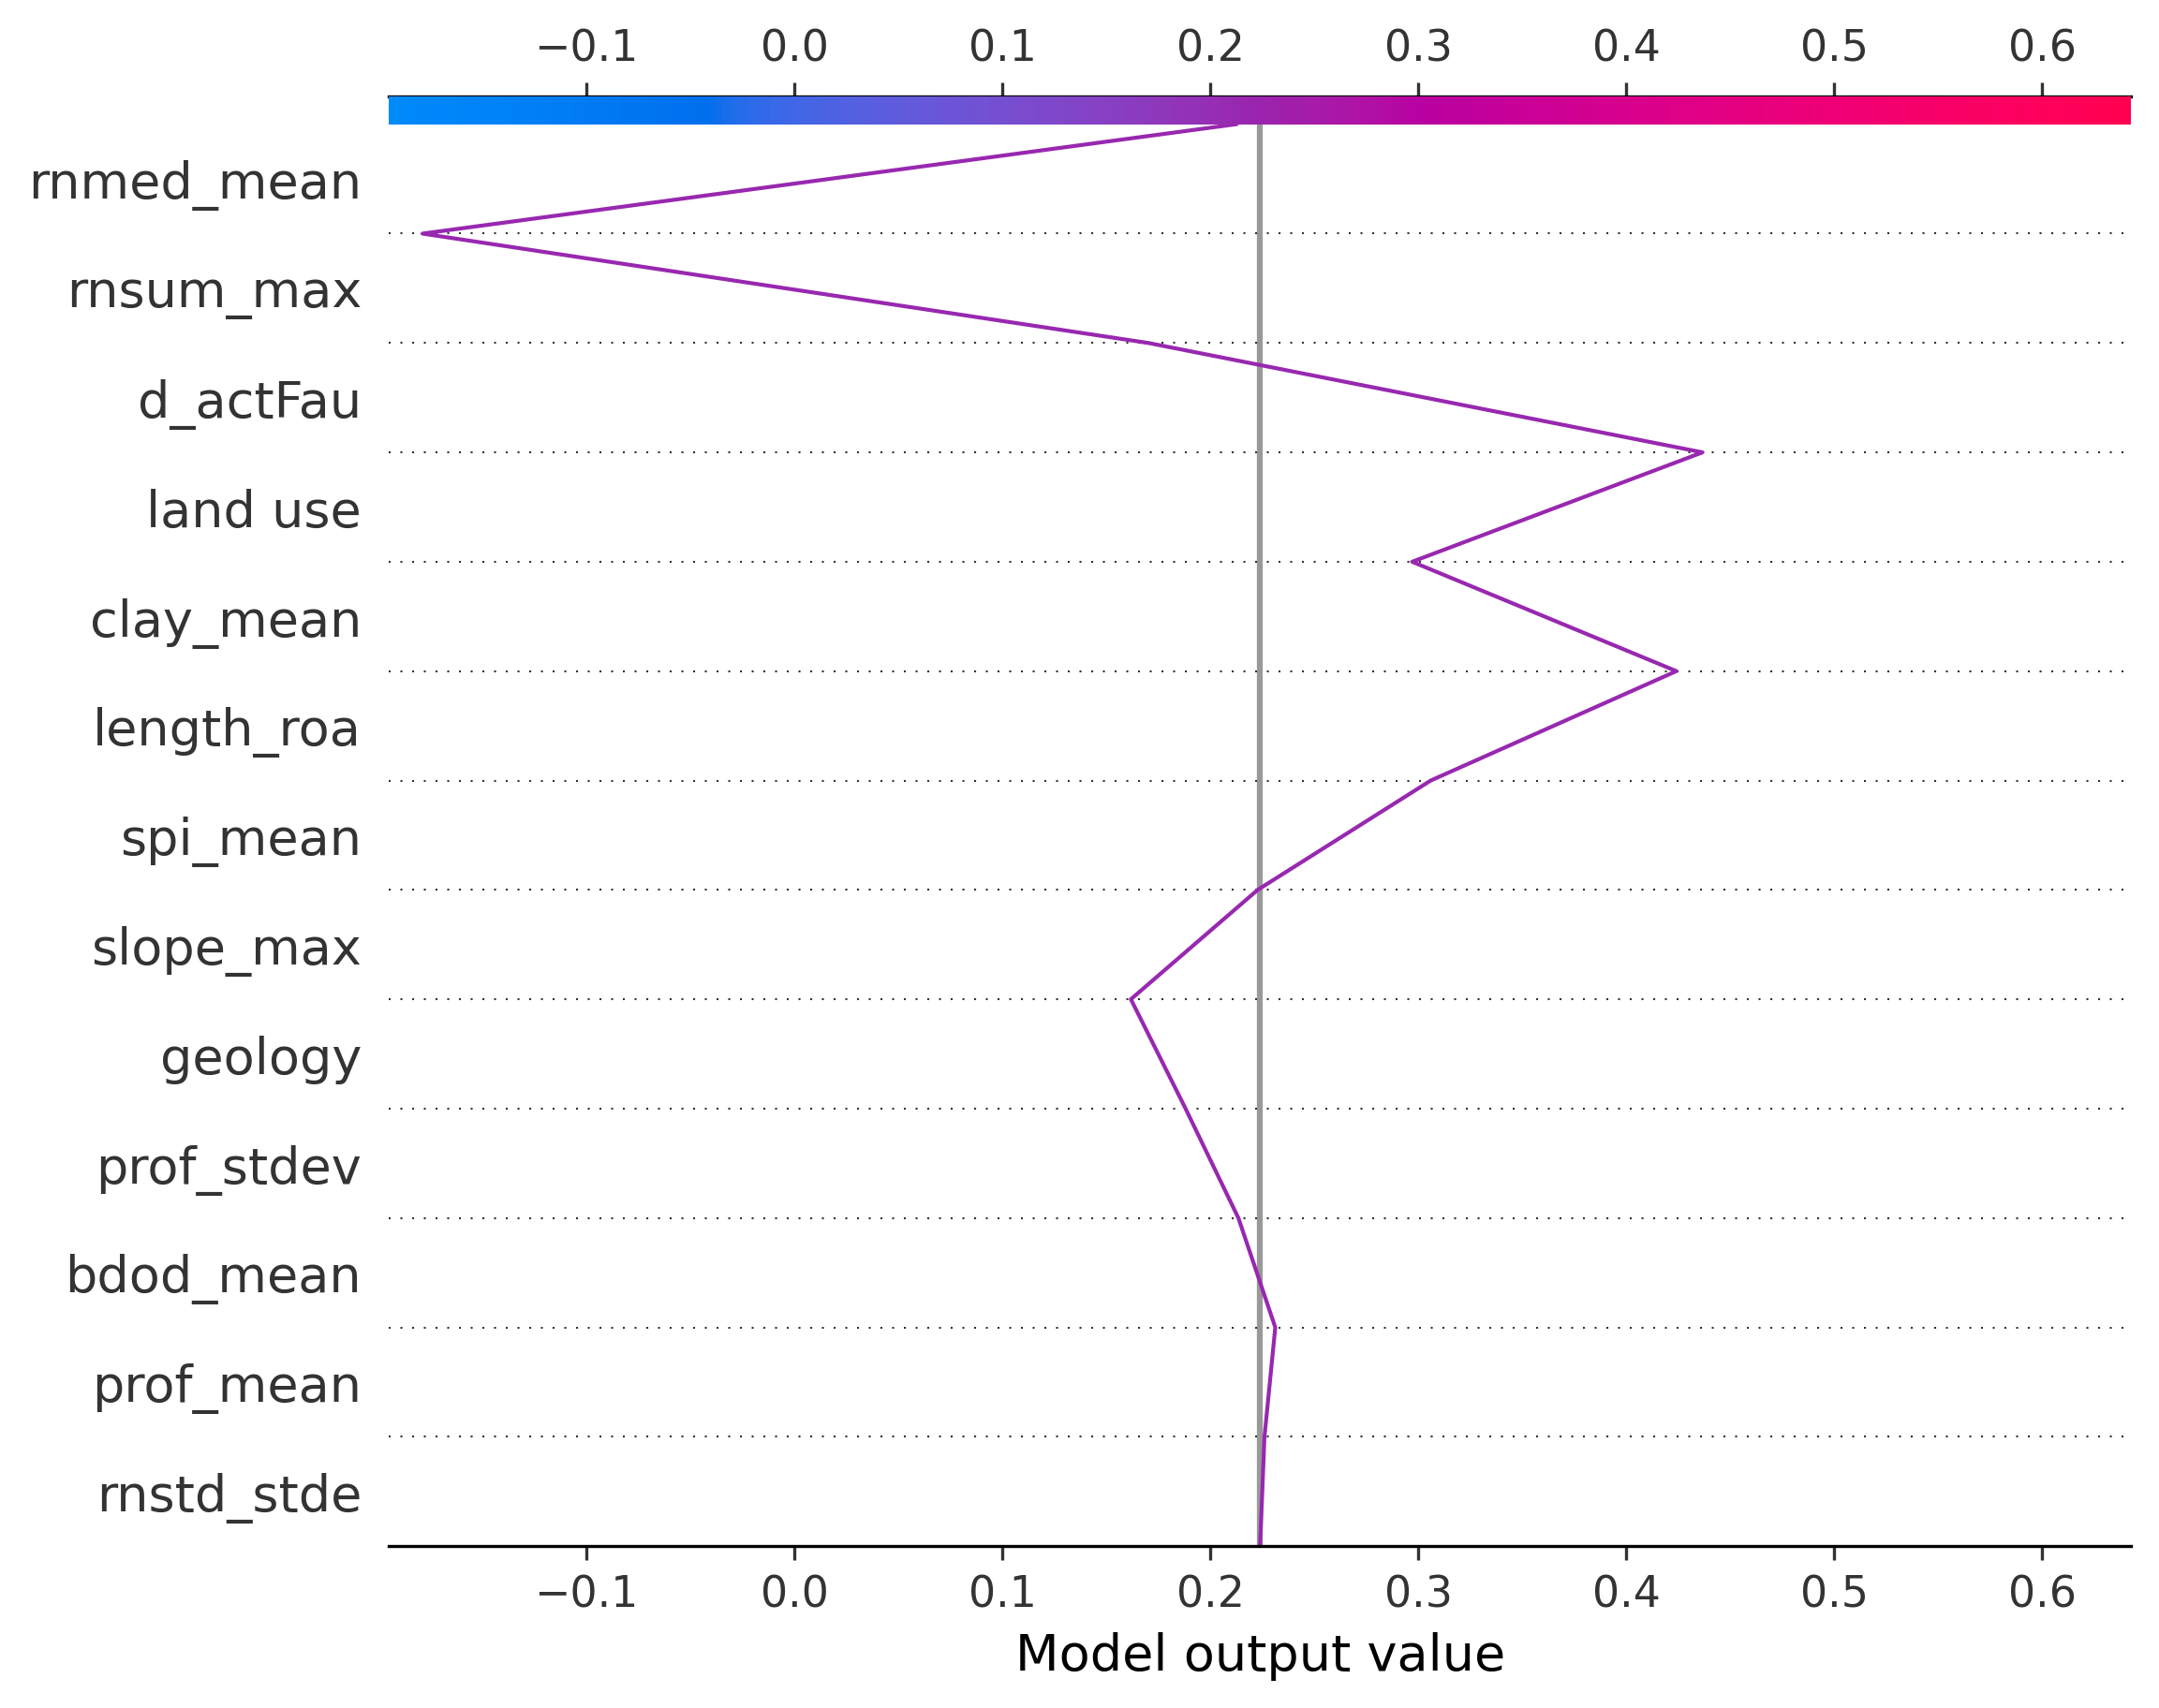 −0.1 0.0 0.1 0.2 0.3 0.4 0.5 0.6
rnmed_mean
rnsum_max
d_actFau
land use
clay_mean
length_roa
spi_mean
slope_max
geology
prof_stdev
bdod_mean
prof_mean
rnstd_stde
−0.1 0.0 0.1 0.2 0.3 0.4 0.5 0.6
Model output value